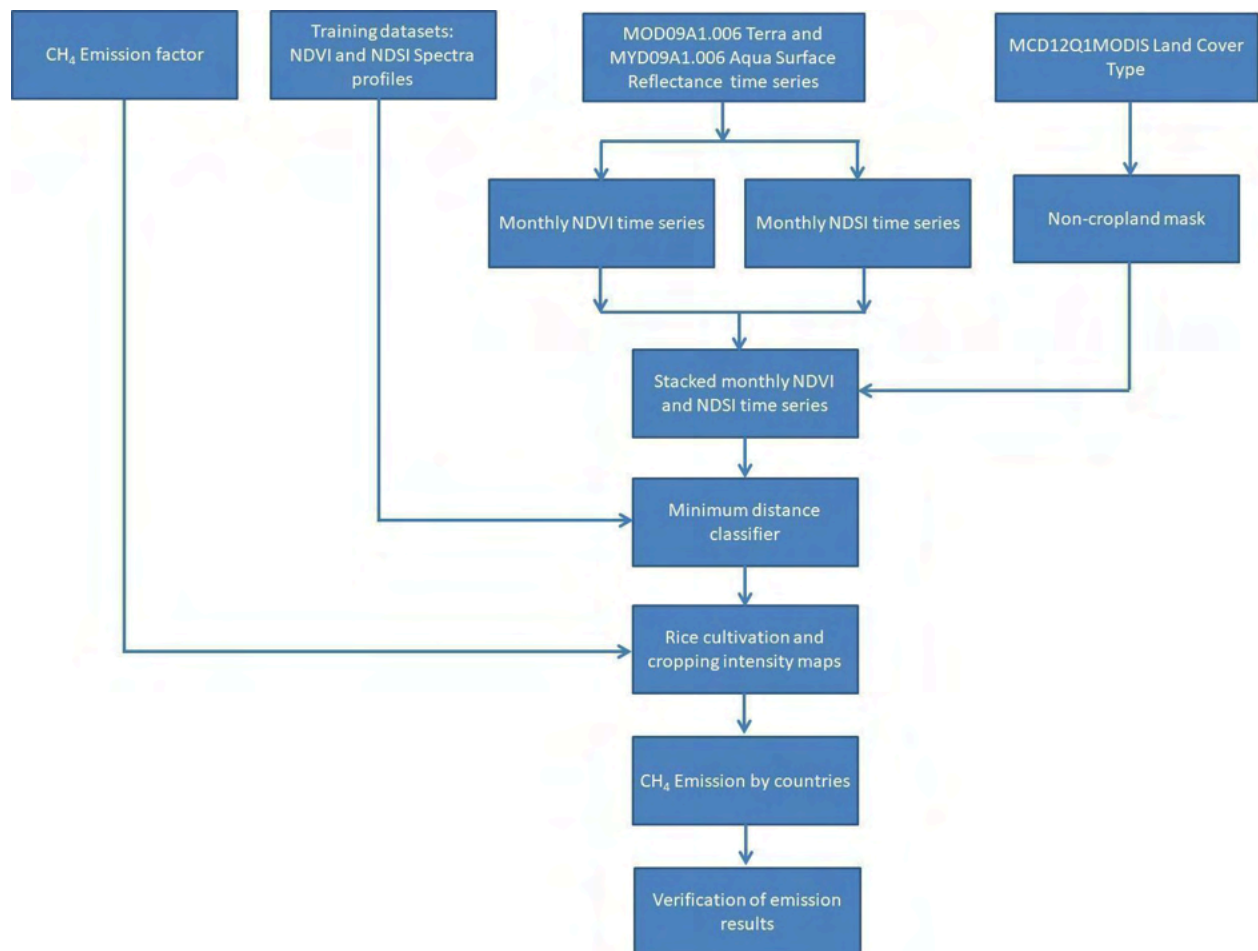 CH₄ Emission factor
Training datasets:
NDVI and NDSI Spectra
profiles
MOD09A1.006 Terra and
MYD09A1.006 Aqua Surface
Reflectance time series
MCD12Q1MODIS Land Cover
Type
Monthly NDVI time series
Monthly NDSI time series
Non-cropland mask
Stacked monthly NDVI
and NDSI time series
Minimum distance
classifier
Rice cultivation and
cropping intensity maps
CH₄ Emission by countries
Verification of emission
results